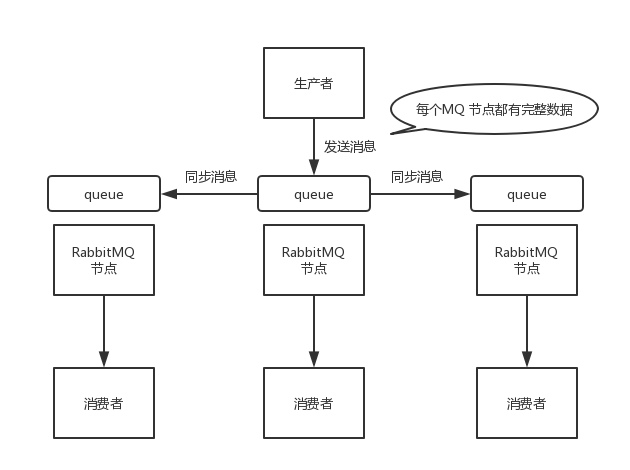 生产者
每个MQ 节点都有完整数据
发送消息
同步消息
同步消息
queue
queue
queue
RabbitMQ
节点
RabbitMQ
节点
RabbitMQ
节点
消费者
消费者
消费者